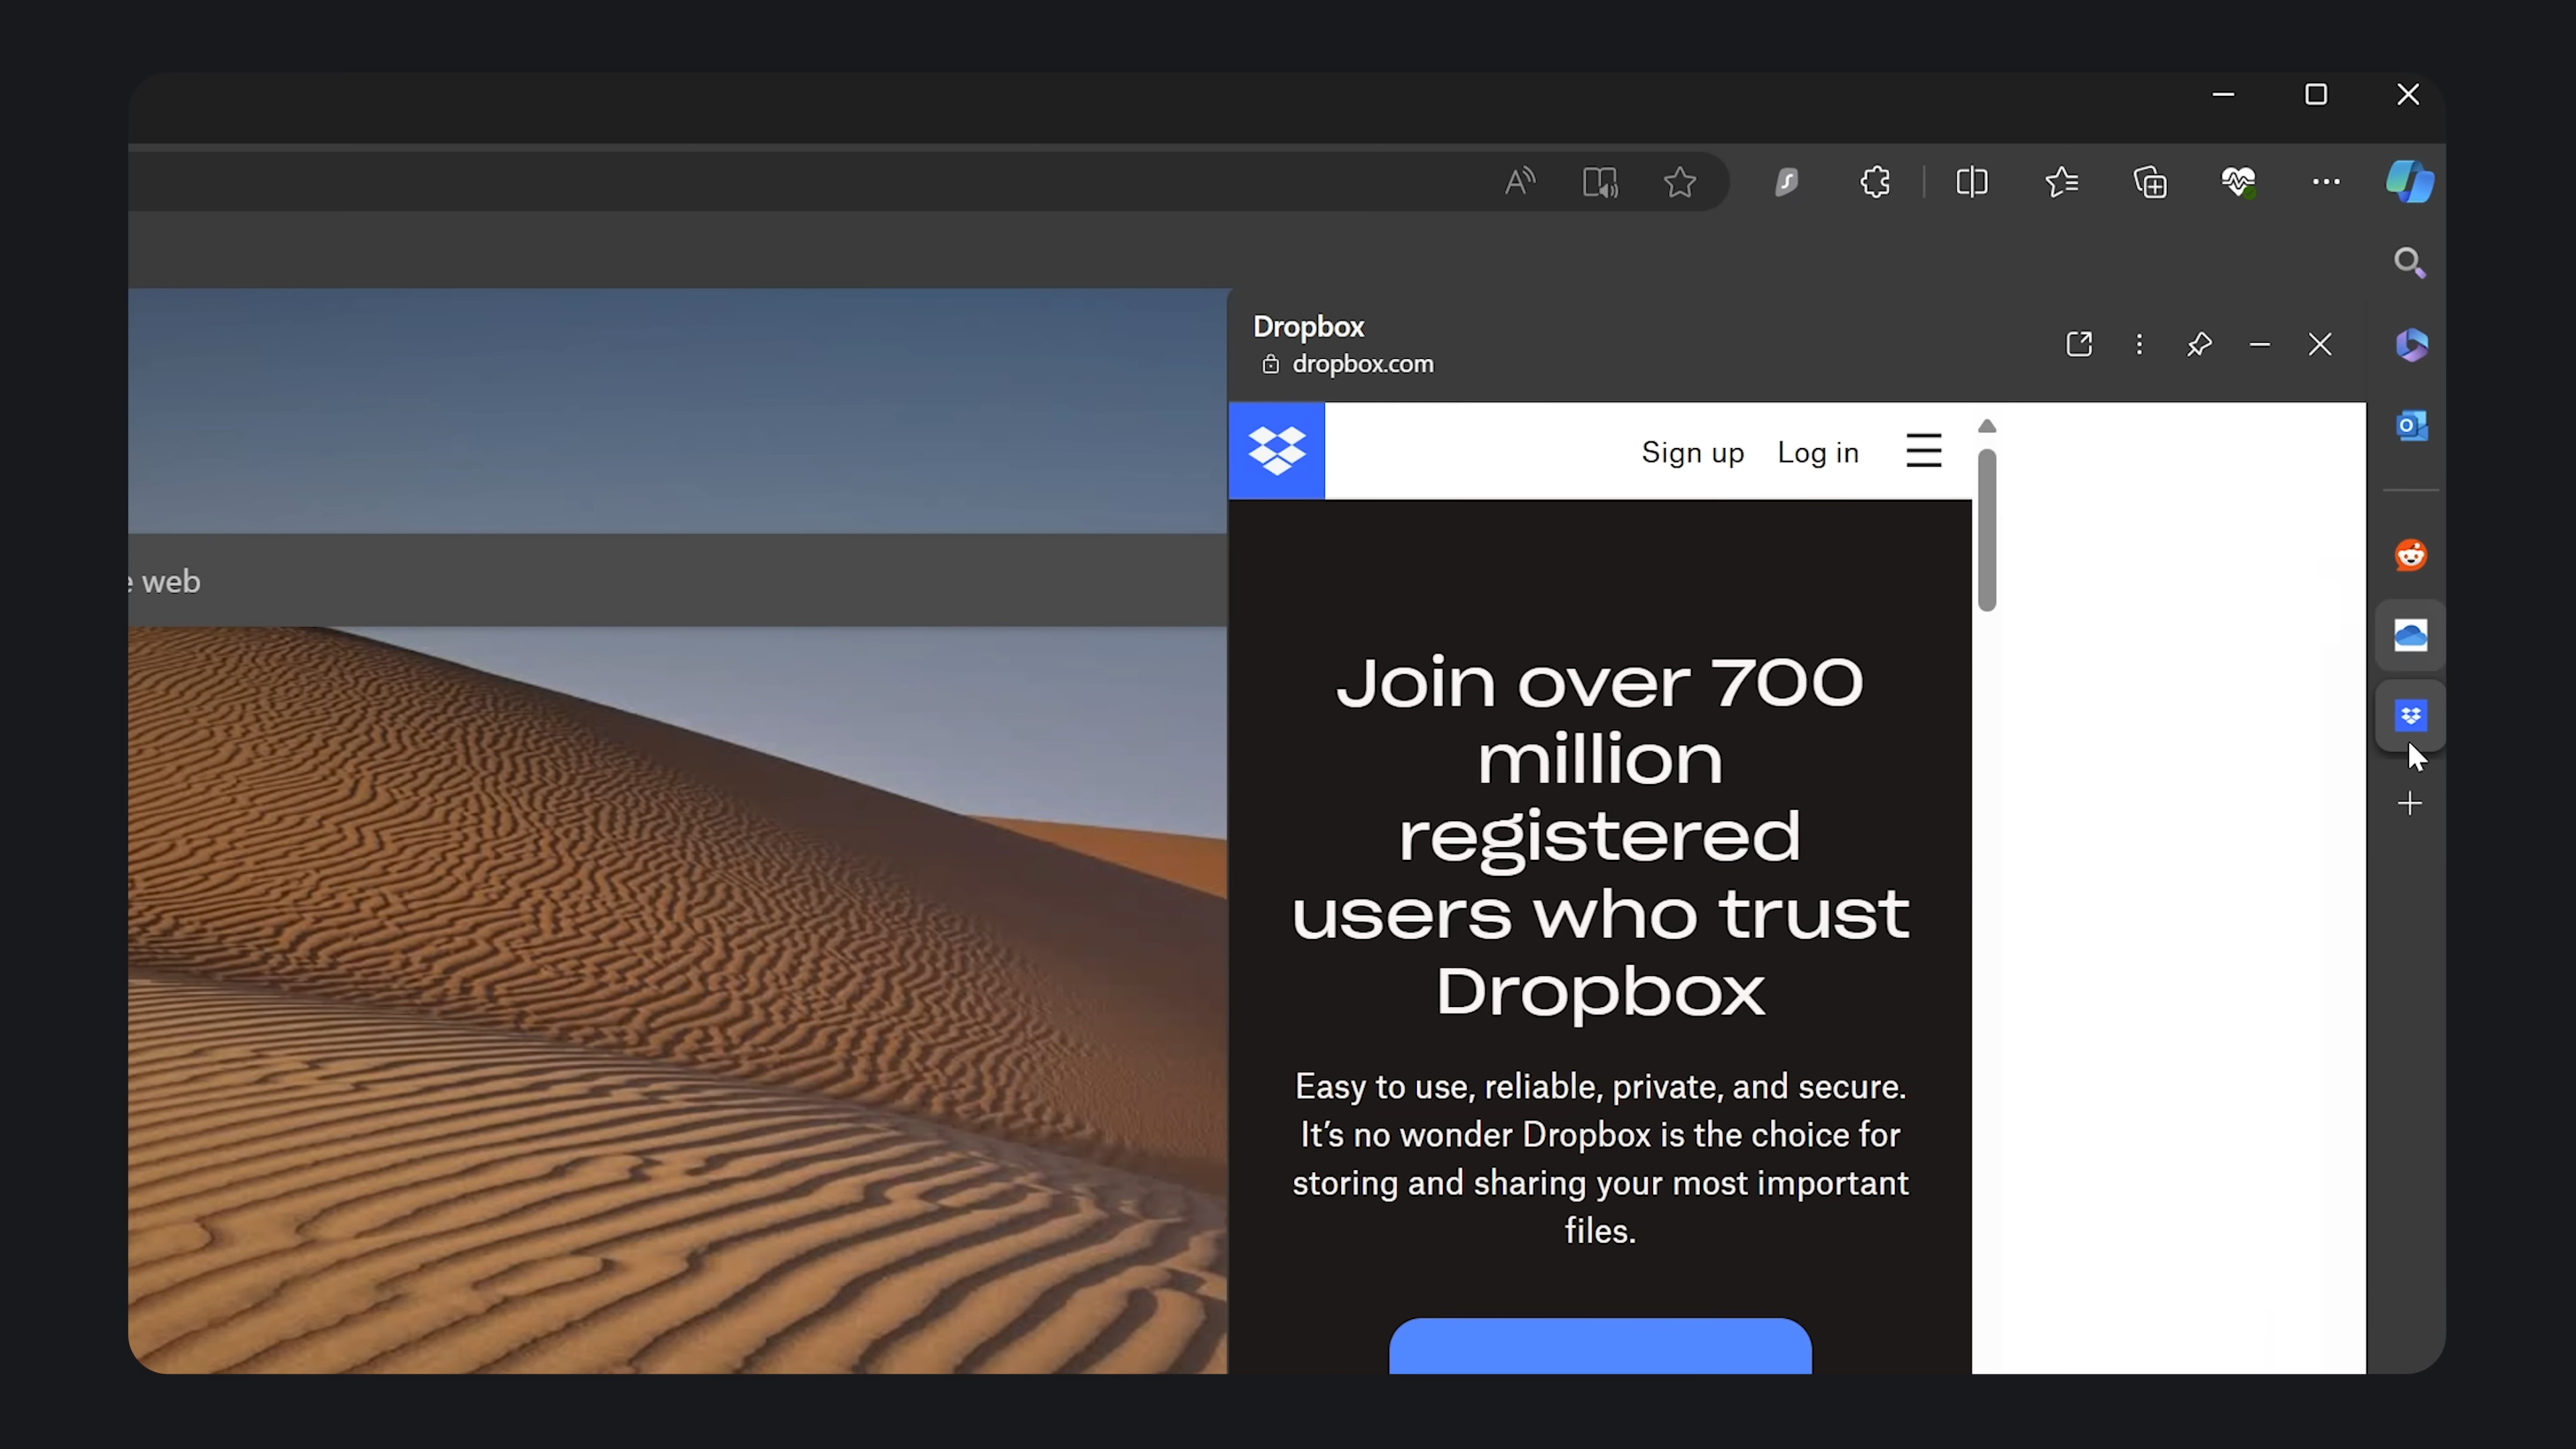 Dropbox
dropbox.com
Sign up Log in
web
Join over 700
million
registered
users who trust
Dropbox
Easy to use, reliable, private, and secure.
It’s no wonder Dropbox is the choice for
storing and sharing your most important
files.